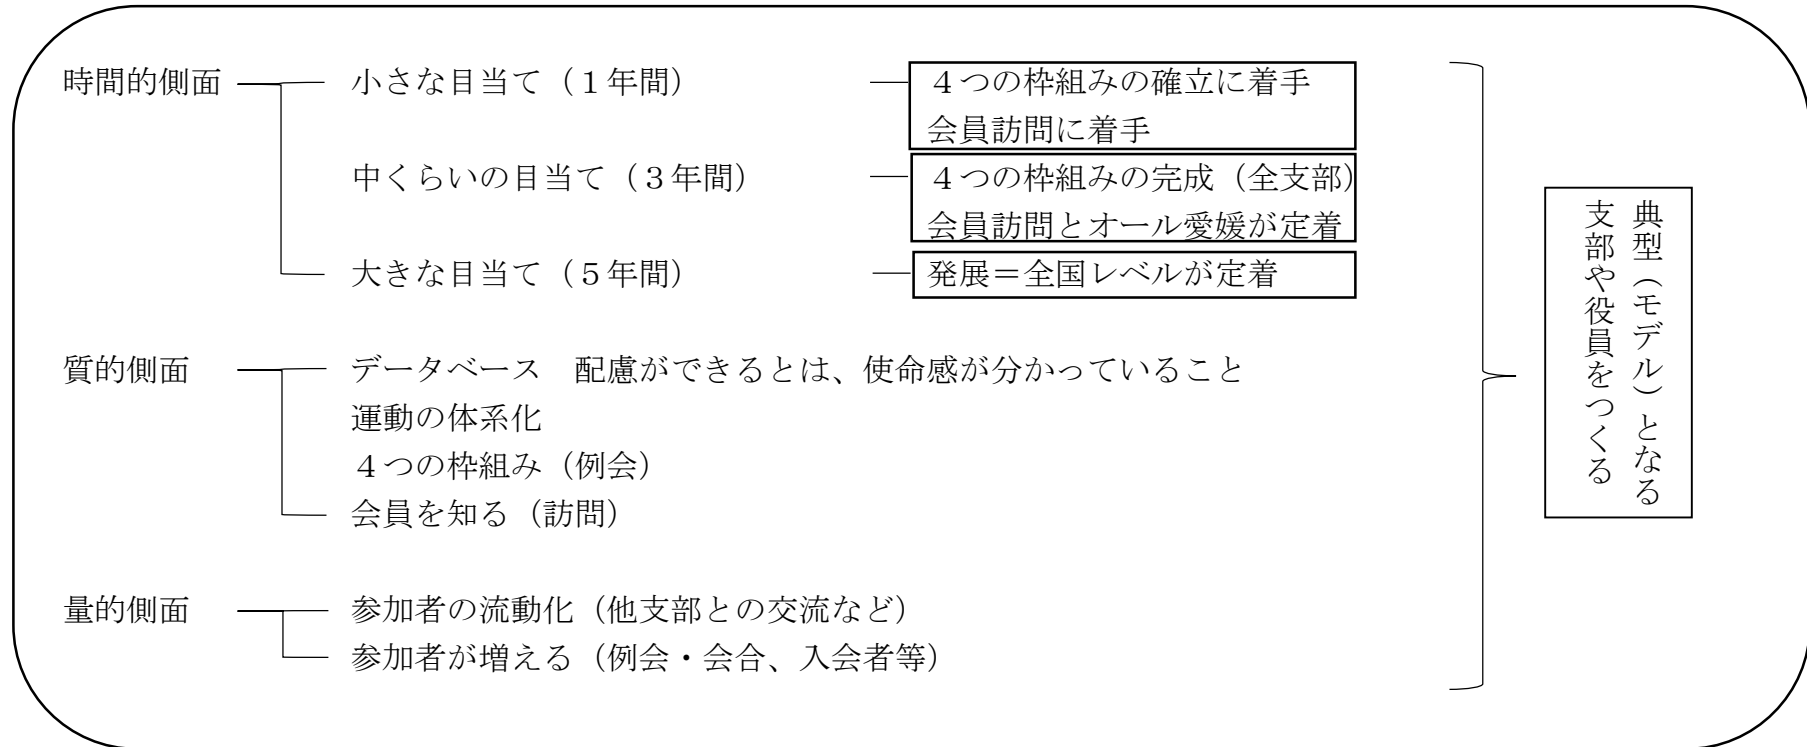 時間的側面 小さな目当て（１年間） ４つの枠組みの確立に着手
会員訪問に着手
中くらいの目当て（３年間） ４つの枠組みの完成（全支部）
会員訪問とオール愛媛が定着
大きな目当て（５年間） 発展＝全国レベルが定着
質的側面 データベース　配慮ができるとは、使命感が分かっていること
運動の体系化
４つの枠組み（例会）
会員を知る（訪問）
量的側面 参加者の流動化（他支部との交流など）
参加者が増える（例会・会合、入会者等）
典型（モデル）となる
支部や役員をつくる